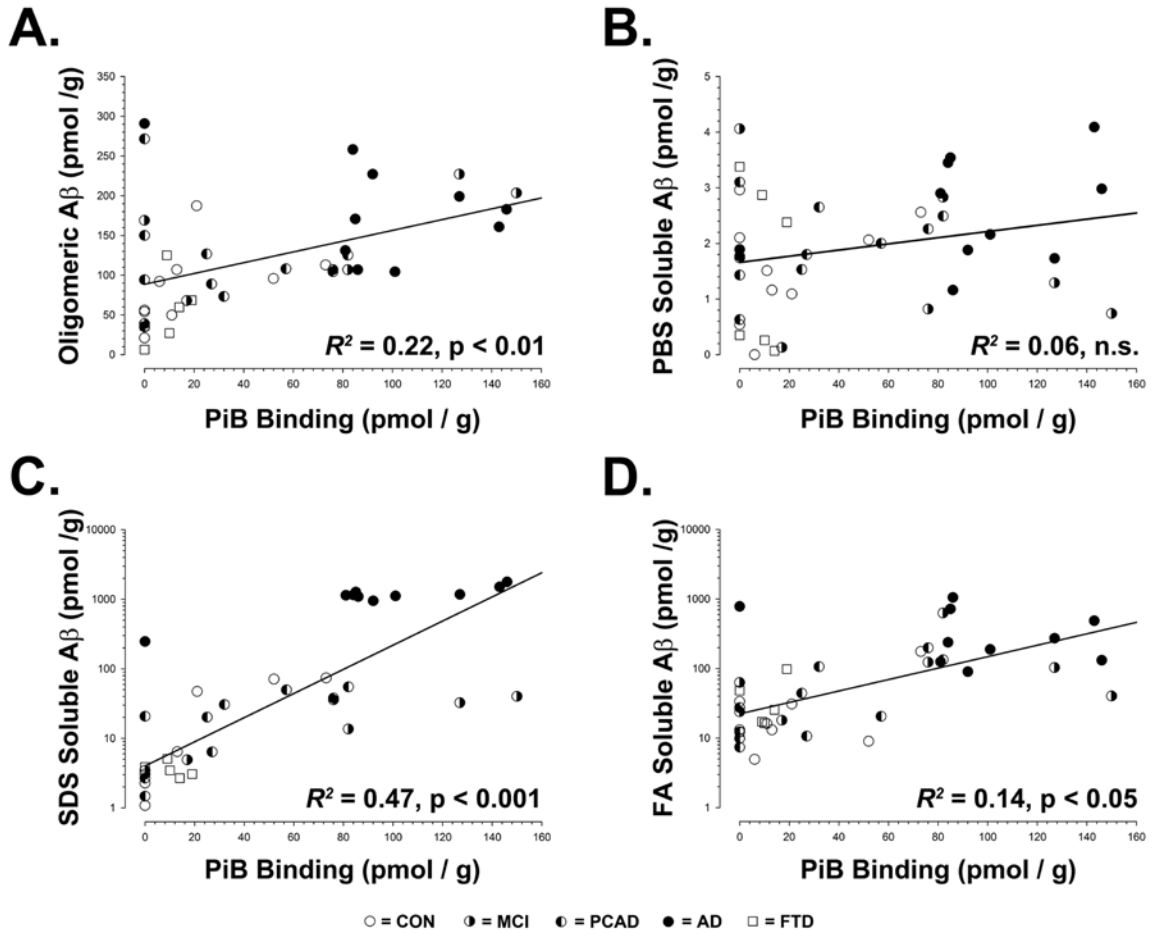 A.
Oligomeric Aβ (pmol /g)
350
300
250
200
150
100
50
0
R² = 0.22, p < 0.01
0 20 40 60 80 100 120 140 160
PiB Binding (pmol / g)
B.
PBS Soluble Aβ (pmol /g)
5
4
3
2
1
0
R² = 0.06, n.s.
0 20 40 60 80 100 120 140 160
PiB Binding (pmol / g)
C.
SDS Soluble Aβ (pmol /g)
10000
1000
100
10
1
R² = 0.47, p < 0.001
0 20 40 60 80 100 120 140 160
PiB Binding (pmol / g)
D.
FA Soluble Aβ (pmol /g)
10000
1000
100
10
1
R² = 0.14, p < 0.05
0 20 40 60 80 100 120 140 160
PiB Binding (pmol / g)
= CON = MCI = PCAD = AD = FTD